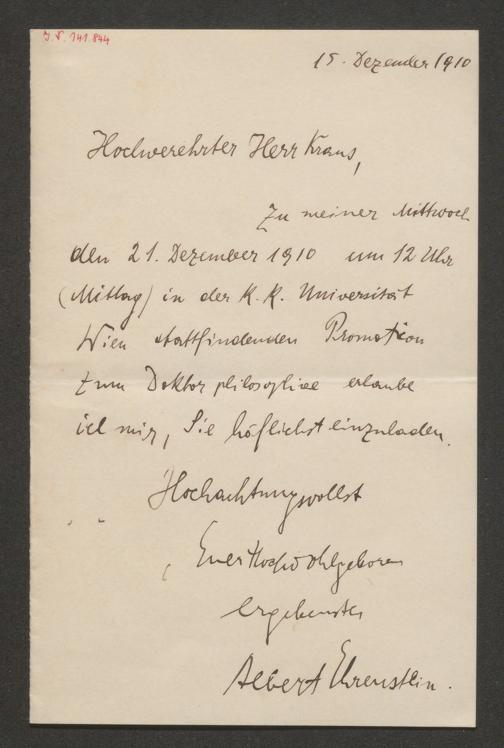 I.N. 141.844
15. Dezember 1910
Hochverehrter Herr Kraus,
Zu meiner Mittwoch
den 21. Dezember 1910 um 12 Uhr
(Mittag) in der K. K. Universität
Wien stattfindenden Promotion
zum Doktor philosophiae erlaube
ich mir, Sie höflichst einzuladen.
Hochachtungsvollst
Euer Hochwohlgeboren
ergebenster
Albert Ehrenstein.